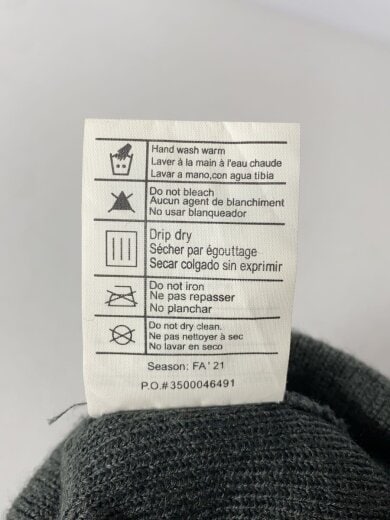 Hand wash warm
Laver à la main à l'eau chaude
Lavar a mano,con agua tibia
Do not bleach
Aucun agent de blanchiment
No usar blanqueador
Drip dry
Sécher par égouttage
Secar colgado sin exprimir
Do not iron
Ne pas repasser
No planchar
Do not dry clean.
Ne pas nettoyer à sec
No lavar en seco
Season: FA' 21
P.O.# 3500046491